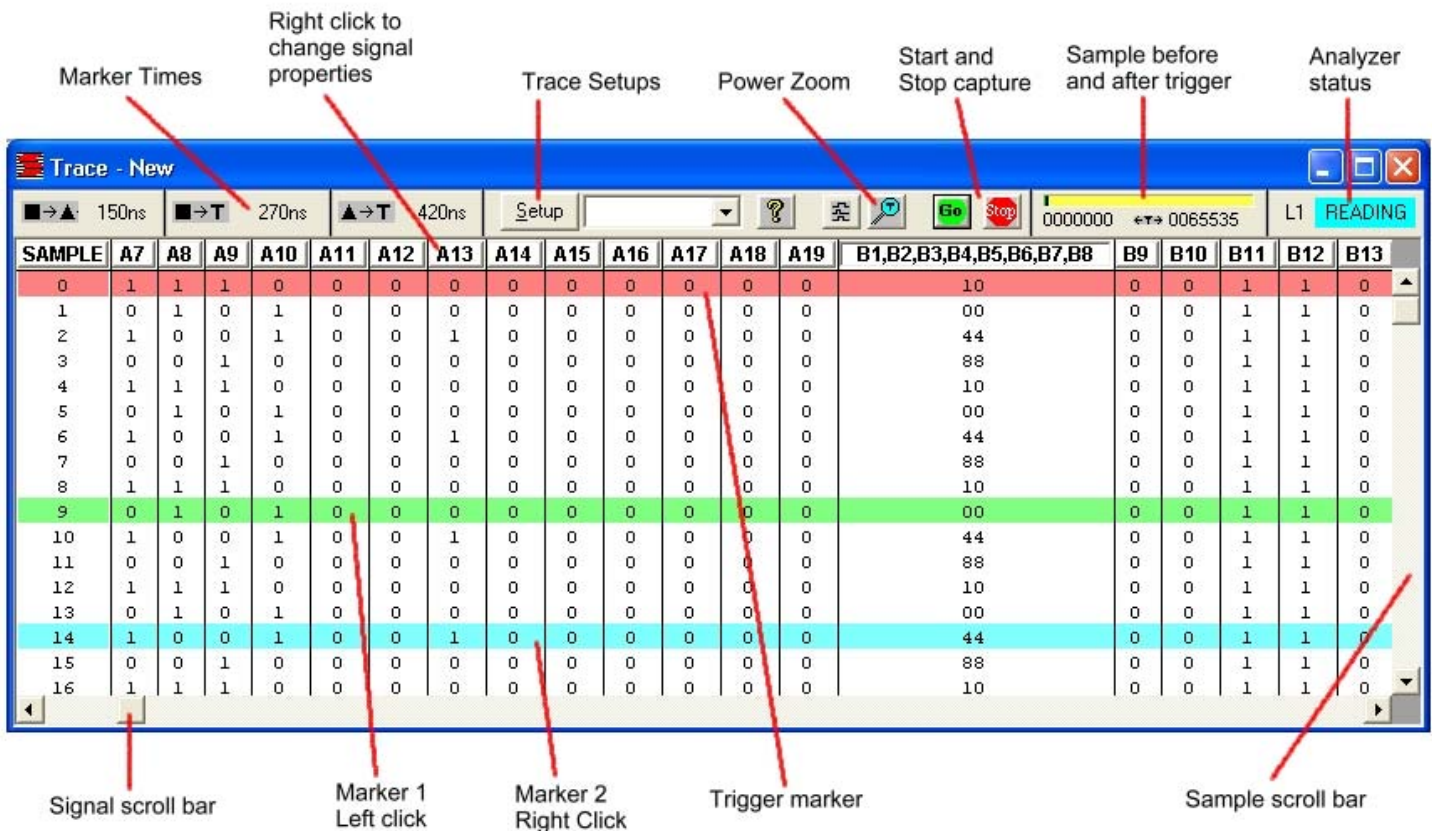 Right click to
change signal
properties
Marker Times
Trace Setups
Power Zoom
Start and
Stop capture
Sample before
and after trigger
Analyzer
status
Trace - New
■→▲ 150ns ■→T 270ns ▲→T 420ns Setup ? T Go Stop 0000000 ←T→ 0065535 L1 READING
SAMPLE A7 A8 A9 A10 A11 A12 A13 A14 A15 A16 A17 A18 A19 B1,B2,B3,B4,B5,B6,B7,B8 B9 B10 B11 B12 B13
0 1 1 1 0 0 0 0 0 0 0 0 0 0 10 0 0 1 1 0
1 0 1 0 1 0 0 0 0 0 0 0 0 0 00 0 0 1 1 0
2 1 0 0 1 0 0 1 0 0 0 0 0 0 44 0 0 1 1 0
3 0 0 1 0 0 0 0 0 0 0 0 0 0 88 0 0 1 1 0
4 1 1 1 0 0 0 0 0 0 0 0 0 0 10 0 0 1 1 0
5 0 1 0 1 0 0 0 0 0 0 0 0 0 00 0 0 1 1 0
6 1 0 0 1 0 0 1 0 0 0 0 0 0 44 0 0 1 1 0
7 0 0 1 0 0 0 0 0 0 0 0 0 0 88 0 0 1 1 0
8 1 1 1 0 0 0 0 0 0 0 0 0 0 10 0 0 1 1 0
9 0 1 0 1 0 0 0 0 0 0 0 0 0 00 0 0 1 1 0
10 1 0 0 1 0 0 1 0 0 0 0 0 0 44 0 0 1 1 0
11 0 0 1 0 0 0 0 0 0 0 0 0 0 88 0 0 1 1 0
12 1 1 1 0 0 0 0 0 0 0 0 0 0 10 0 0 1 1 0
13 0 1 0 1 0 0 0 0 0 0 0 0 0 00 0 0 1 1 0
14 1 0 0 1 0 0 1 0 0 0 0 0 0 44 0 0 1 1 0
15 0 0 1 0 0 0 0 0 0 0 0 0 0 88 0 0 1 1 0
16 1 1 1 0 0 0 0 0 0 0 0 0 0 10 0 0 1 1 0
Signal scroll bar
Marker 1
Left click
Marker 2
Right Click
Trigger marker
Sample scroll bar